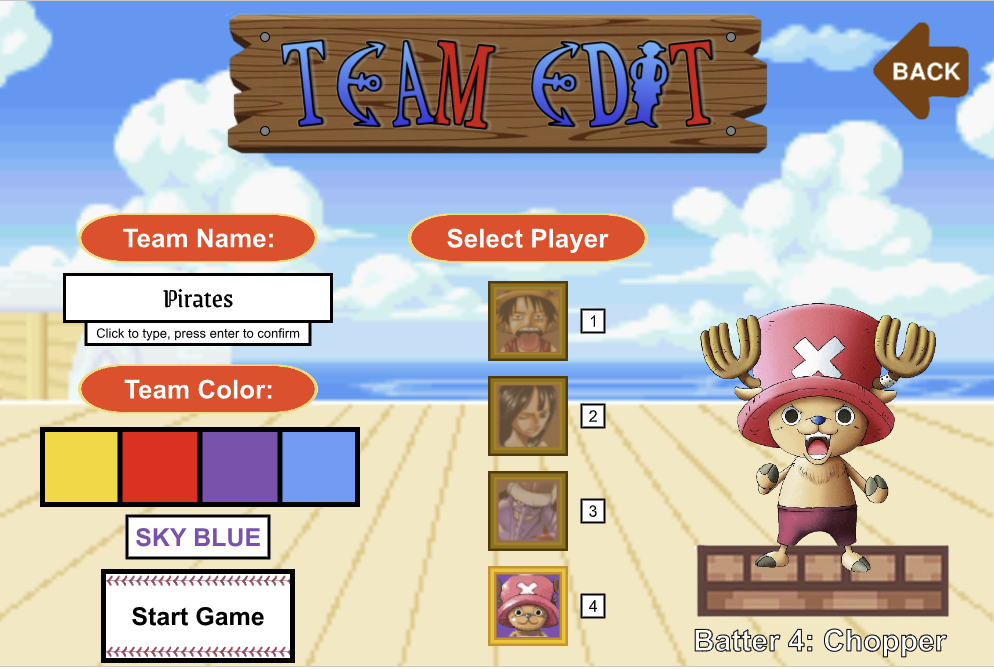 TEAM EDIT
BACK
Team Name:
Pirates
Click to type, press enter to confirm
Team Color:
SKY BLUE
Start Game
Select Player
1
2
3
4
Batter 4: Chopper